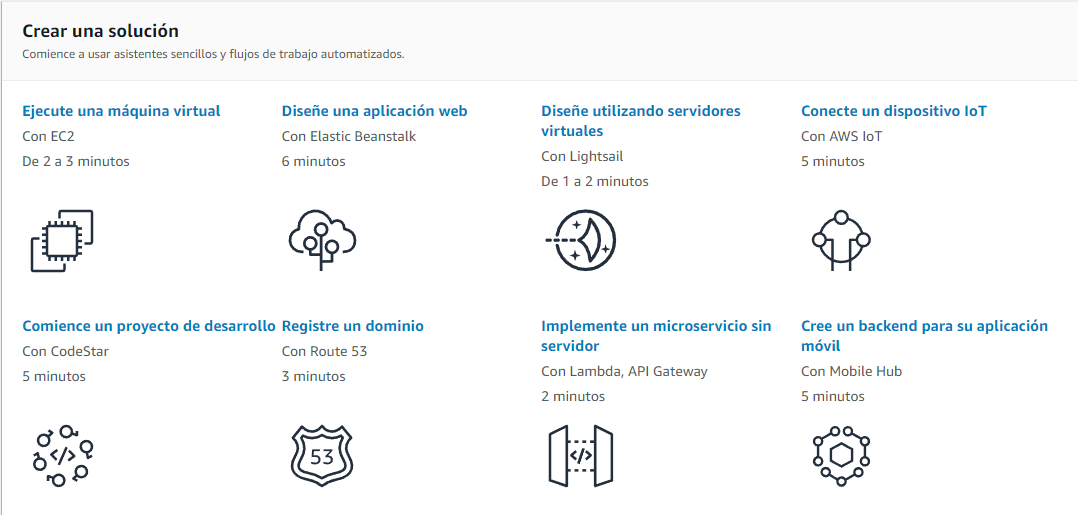 Crear una solución
Comience a usar asistentes sencillos y flujos de trabajo automatizados.
Ejecute una máquina virtual
Con EC2
De 2 a 3 minutos
Diseñe una aplicación web
Con Elastic Beanstalk
6 minutos
Diseñe utilizando servidores
virtuales
Con Lightsail
De 1 a 2 minutos
Conecte un dispositivo IoT
Con AWS IoT
5 minutos
Comience un proyecto de desarrollo
Con CodeStar
5 minutos
Registre un dominio
Con Route 53
3 minutos
53
Implemente un microservicio sin
servidor
Con Lambda, API Gateway
2 minutos
</>
Cree un backend para su aplicación
móvil
Con Mobile Hub
5 minutos